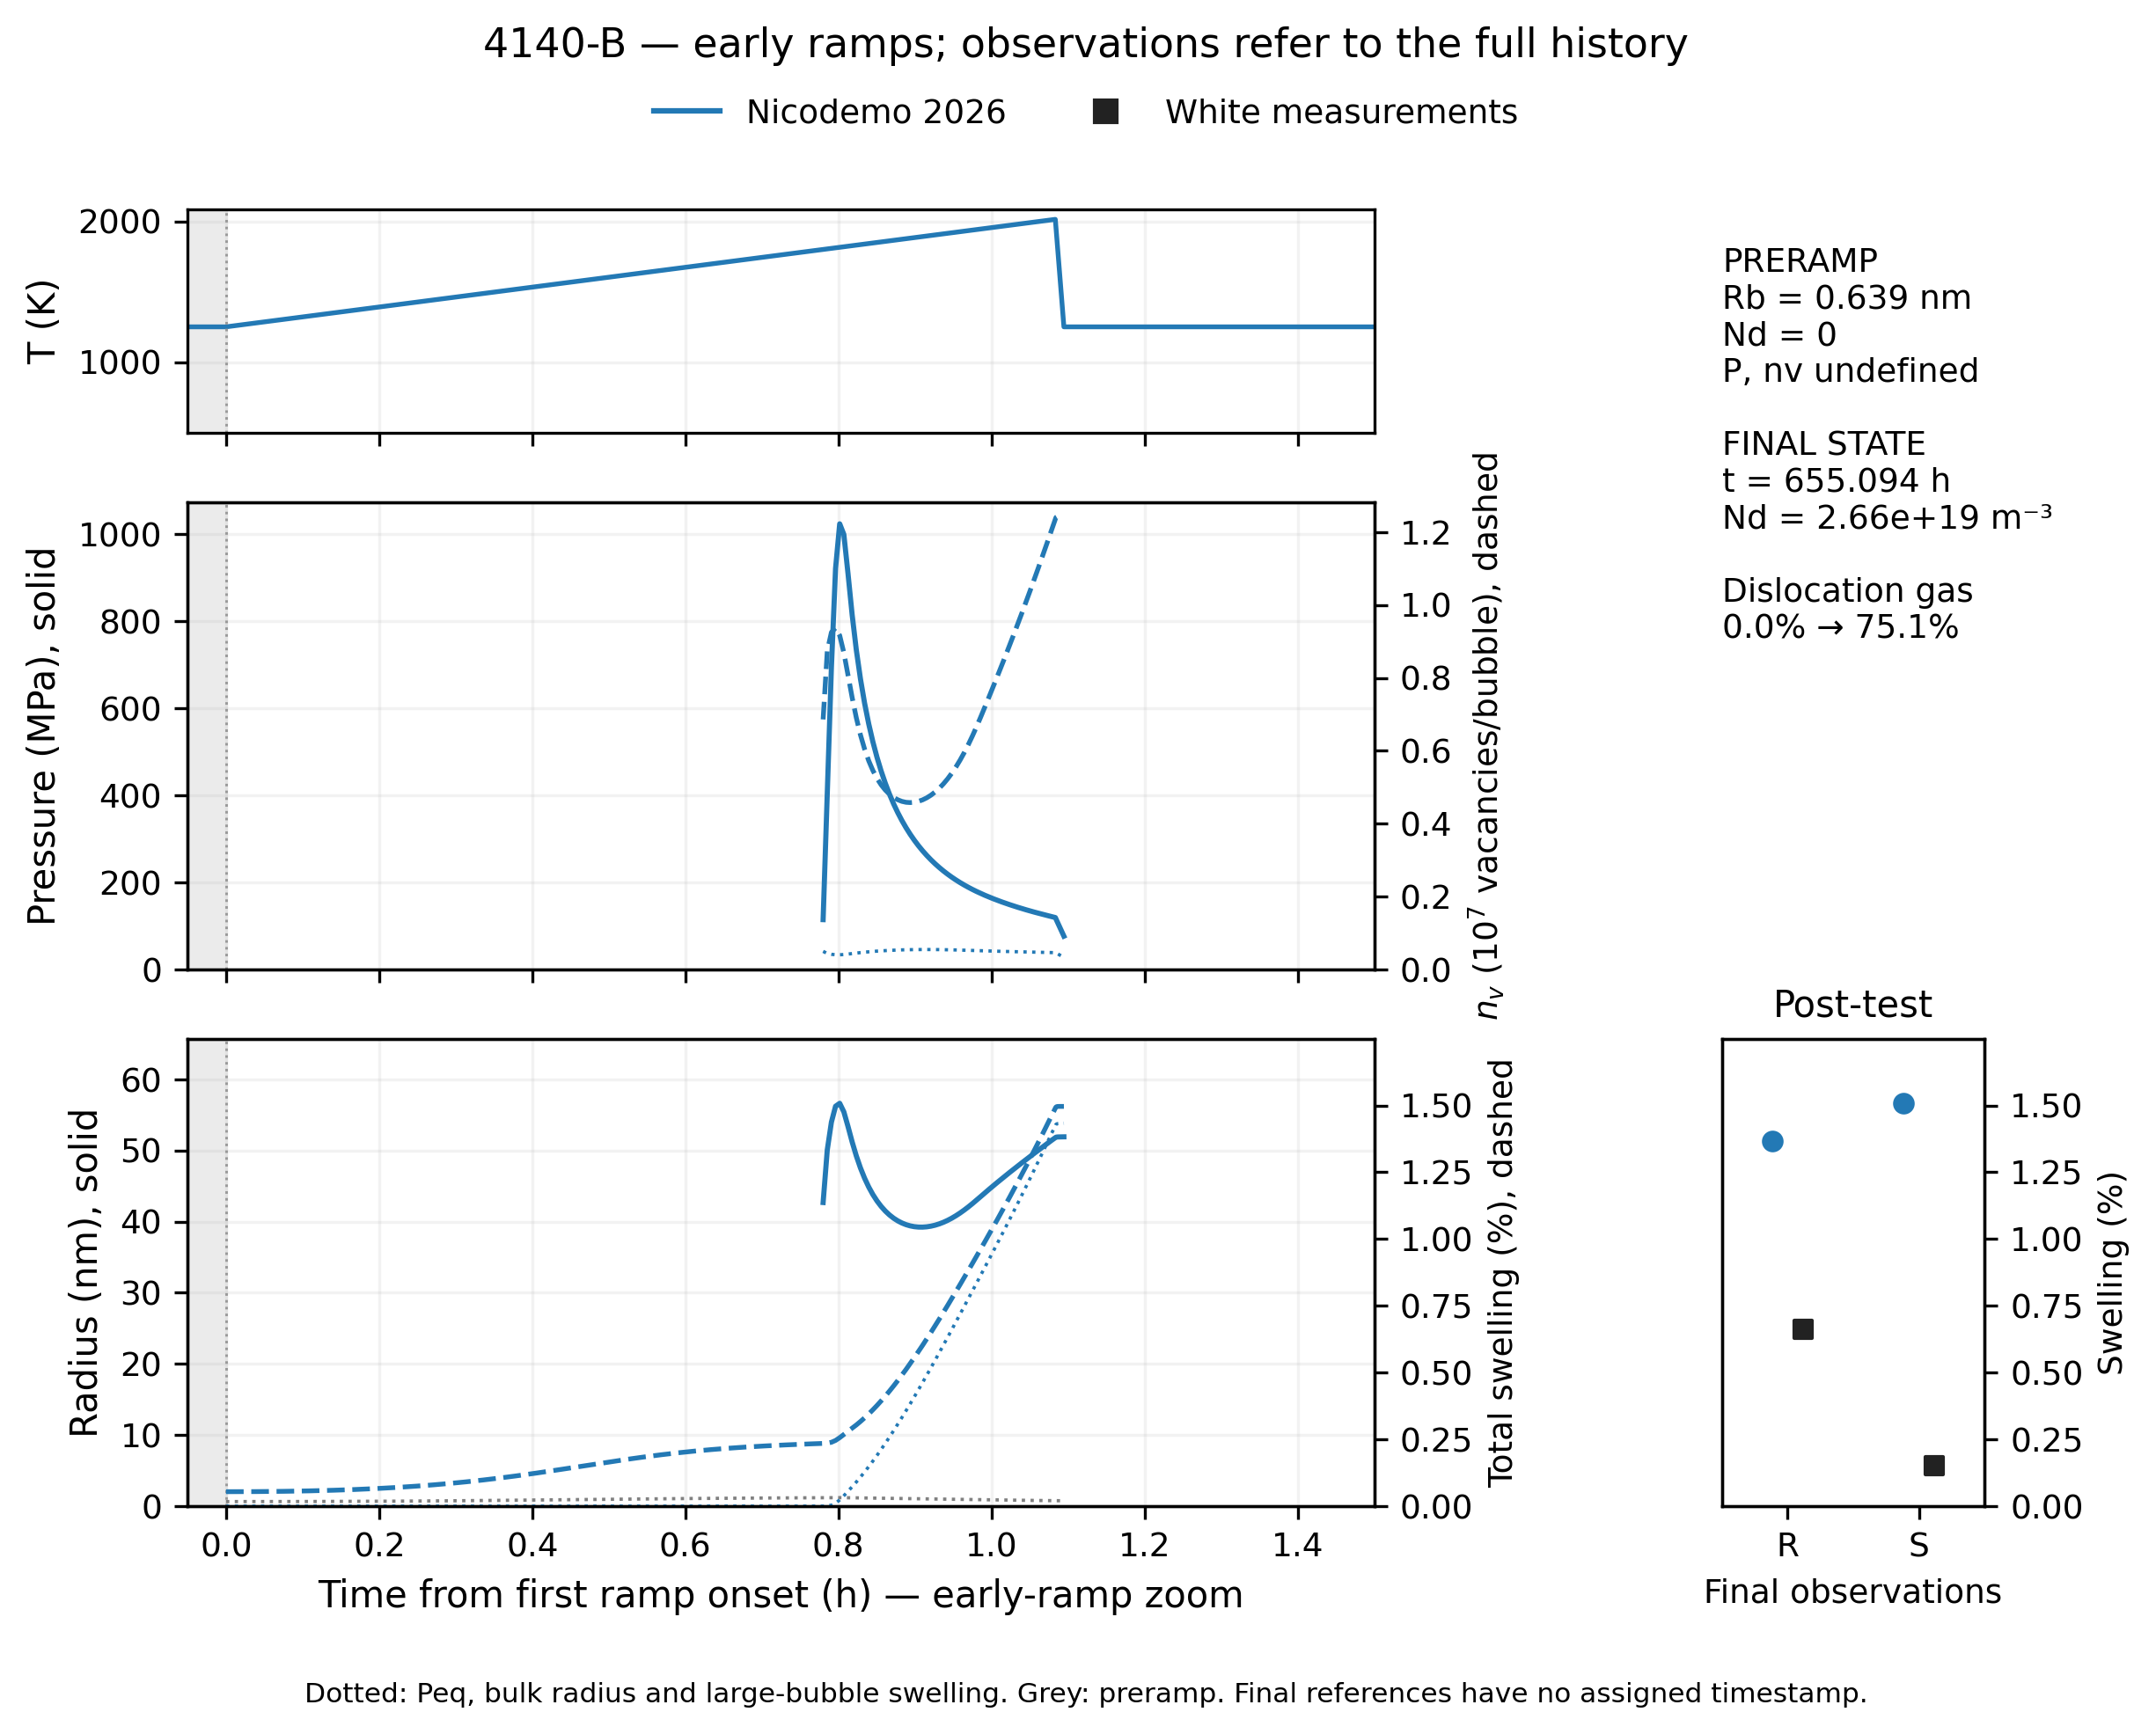 4140-B — early ramps; observations refer to the full history
Nicodemo 2026
White measurements
T (K)
2000
1000
PRERAMP
Rb = 0.639 nm
Nd = 0
P, nv undefined
FINAL STATE
t = 655.094 h
Nd = 2.66e+19 m⁻³
Dislocation gas
0.0% → 75.1%
Pressure (MPa), solid
1000
800
600
400
200
0
1.2
1.0
0.8
0.6
0.4
0.2
0.0
nᵥ (10⁷ vacancies/bubble), dashed
Radius (nm), solid
60
50
40
30
20
10
0
1.50
1.25
1.00
0.75
0.50
0.25
0.00
Total swelling (%), dashed
0.0 0.2 0.4 0.6 0.8 1.0 1.2 1.4
Time from first ramp onset (h) — early-ramp zoom
Post-test
1.50
1.25
1.00
0.75
0.50
0.25
0.00
Swelling (%)
R S
Final observations
Dotted: Peq, bulk radius and large-bubble swelling. Grey: preramp. Final references have no assigned timestamp.